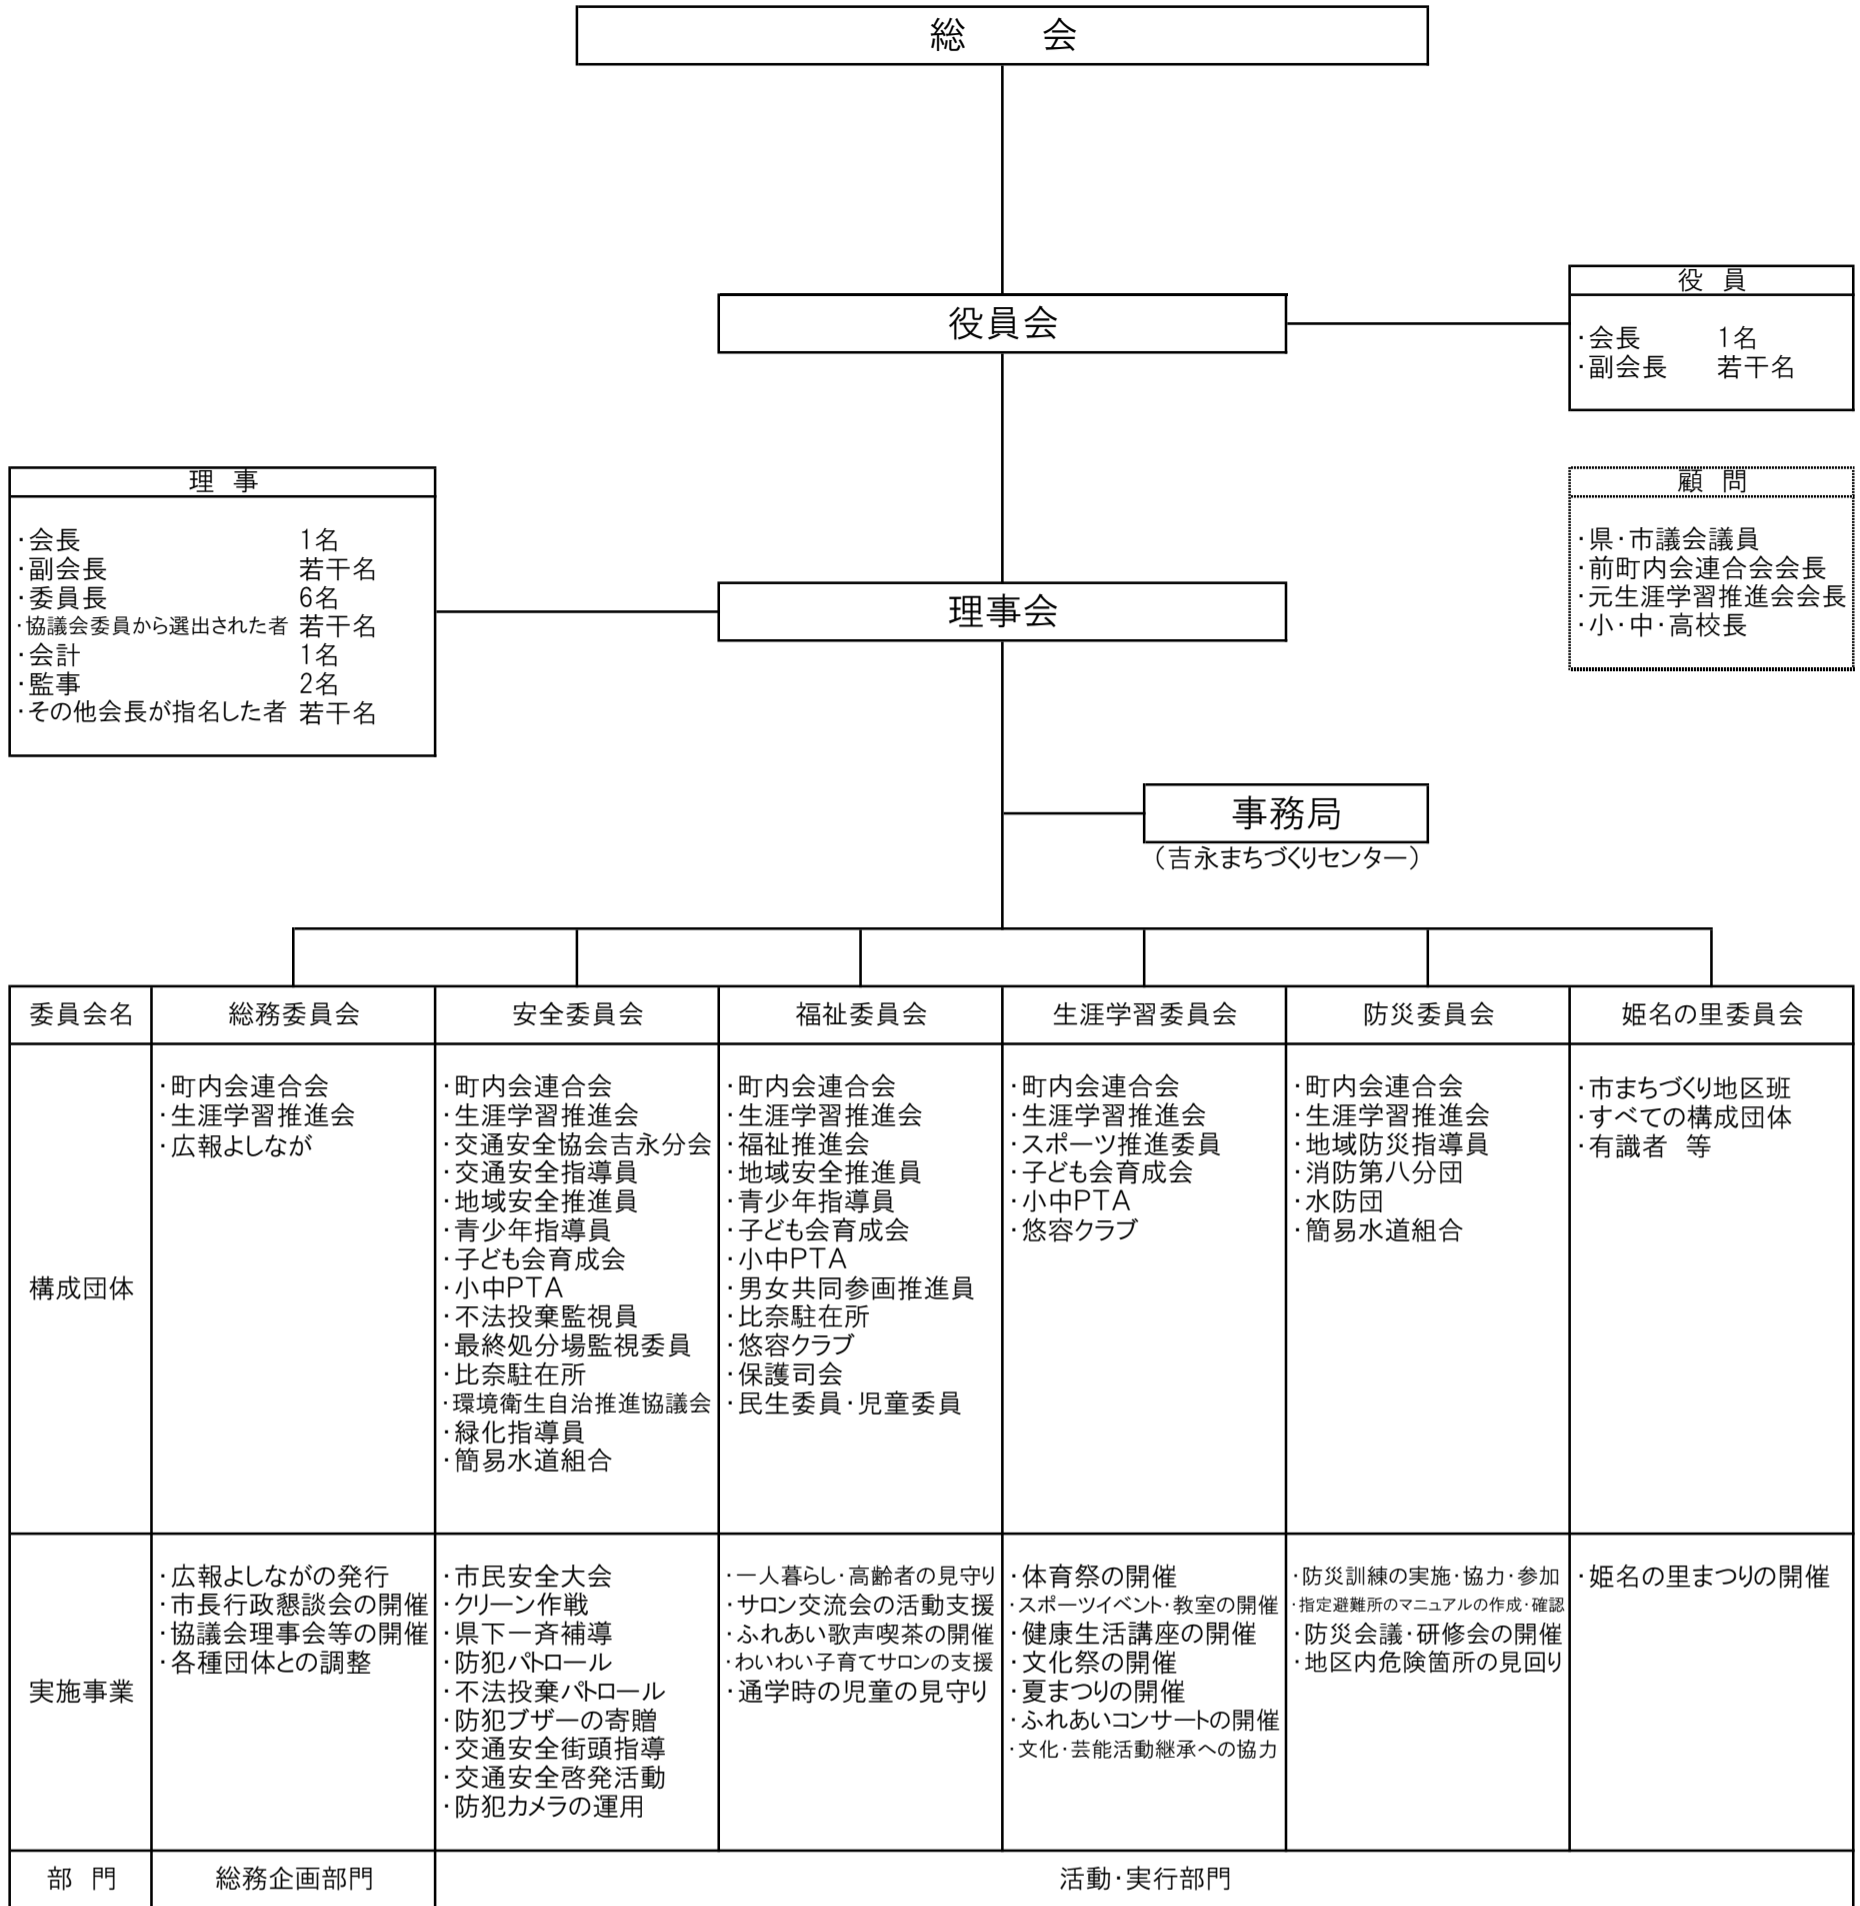 総　会
役員会
役 員
・会長 1名
・副会長 若干名
理 事
・会長 1名
・副会長 若干名
・委員長 6名
・協議会委員から選出された者 若干名
・会計 1名
・監事 2名
・その他会長が指名した者 若干名
顧 問
・県・市議会議員
・前町内会連合会会長
・元生涯学習推進会会長
・小・中・高校長
理事会
事務局
（吉永まちづくりセンター）
委員会名 総務委員会 安全委員会 福祉委員会 生涯学習委員会 防災委員会 姫名の里委員会
構成団体
・町内会連合会
・生涯学習推進会
・広報よしなが
・町内会連合会
・生涯学習推進会
・交通安全協会吉永分会
・交通安全指導員
・地域安全推進員
・青少年指導員
・子ども会育成会
・小中PTA
・不法投棄監視員
・最終処分場監視委員
・比奈駐在所
・環境衛生自治推進協議会
・緑化指導員
・簡易水道組合
・町内会連合会
・生涯学習推進会
・福祉推進会
・地域安全推進員
・青少年指導員
・子ども会育成会
・小中PTA
・男女共同参画推進員
・比奈駐在所
・悠容クラブ
・保護司会
・民生委員・児童委員
・町内会連合会
・生涯学習推進会
・スポーツ推進委員
・子ども会育成会
・小中PTA
・悠容クラブ
・町内会連合会
・生涯学習推進会
・地域防災指導員
・消防第八分団
・水防団
・簡易水道組合
・市まちづくり地区班
・すべての構成団体
・有識者 等
実施事業
・広報よしながの発行
・市長行政懇談会の開催
・協議会理事会等の開催
・各種団体との調整
・市民安全大会
・クリーン作戦
・県下一斉補導
・防犯パトロール
・不法投棄パトロール
・防犯ブザーの寄贈
・交通安全街頭指導
・交通安全啓発活動
・防犯カメラの運用
・一人暮らし・高齢者の見守り
・サロン交流会の活動支援
・ふれあい歌声喫茶の開催
・わいわい子育てサロンの支援
・通学時の児童の見守り
・体育祭の開催
・スポーツイベント・教室の開催
・健康生活講座の開催
・文化祭の開催
・夏まつりの開催
・ふれあいコンサートの開催
・文化・芸能活動継承への協力
・防災訓練の実施・協力・参加
・指定避難所のマニュアルの作成・確認
・防災会議・研修会の開催
・地区内危険箇所の見回り
・姫名の里まつりの開催
部 門 総務企画部門 活動・実行部門